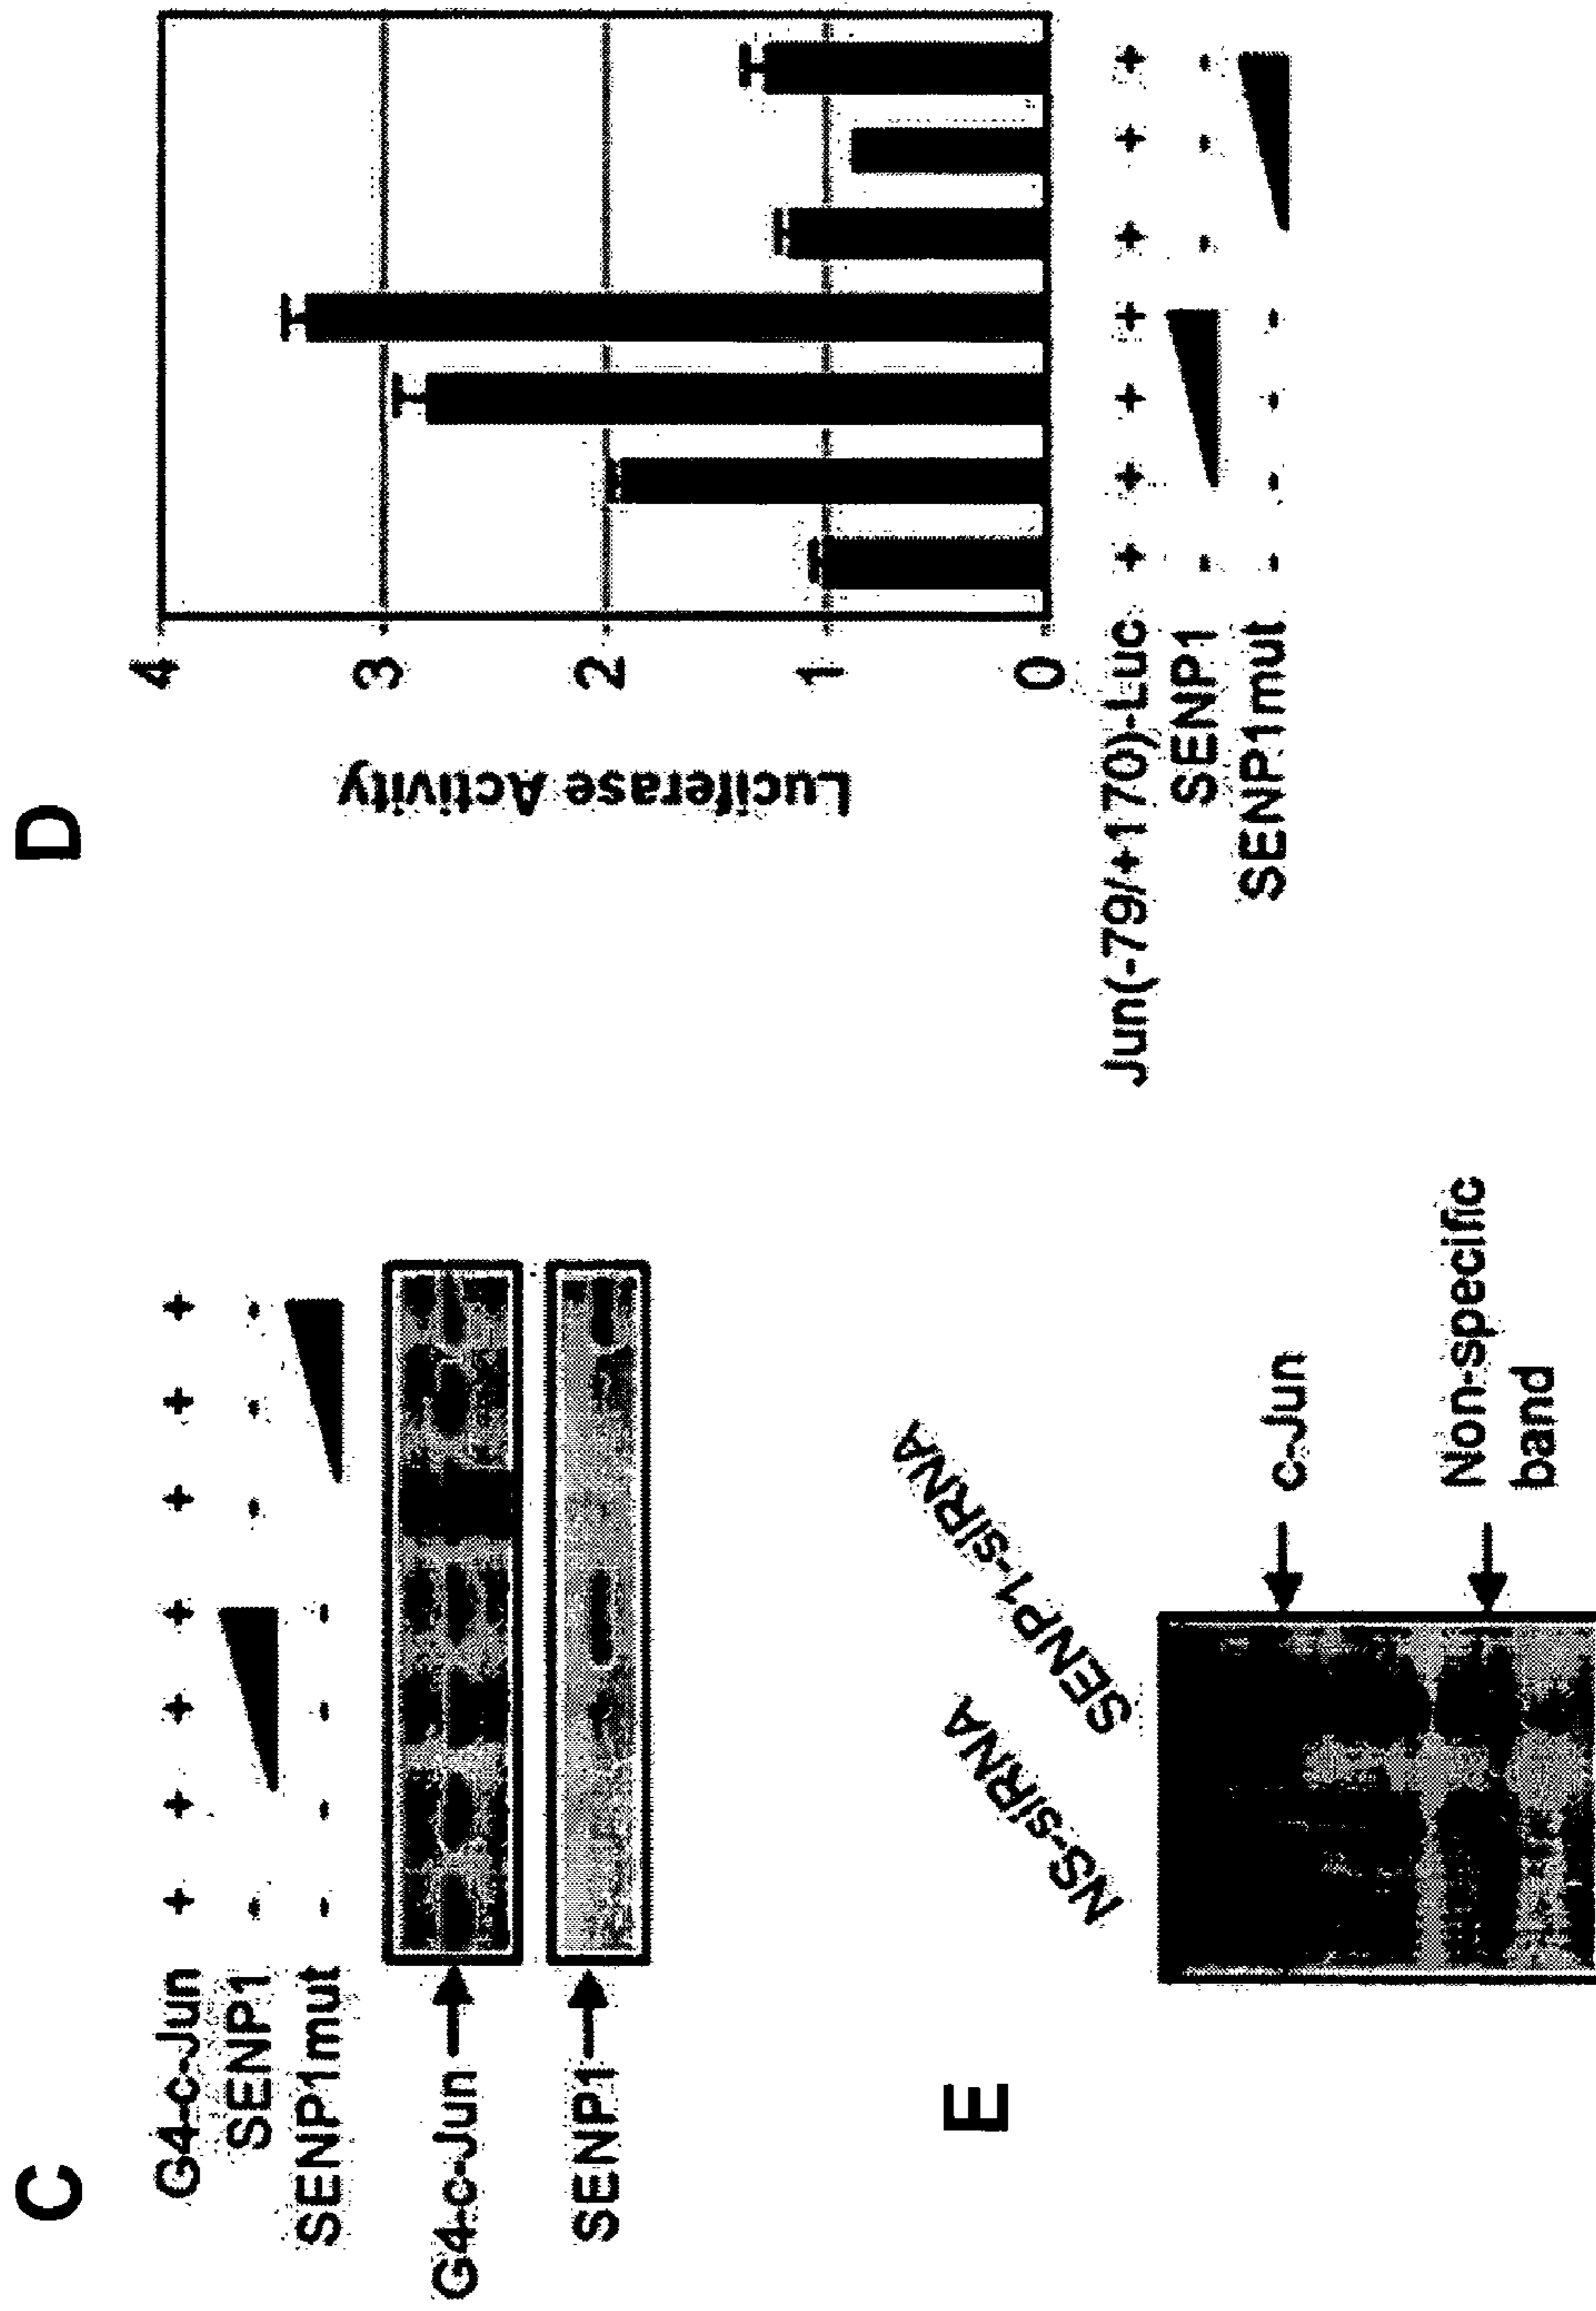 C
G4-c-Jun + + + + + + +
SENP1 - - - -
SENP1mut - - - -
G4-c-Jun
SENP1
D
Luciferase Activity
4
3
2
1
0
Jun(-79/+170)-Luc + + + + + + +
SENP1 - - - -
SENP1mut - - - -
E
NS-siRNA
SENP1-siRNA
c-Jun
Non-specific
band